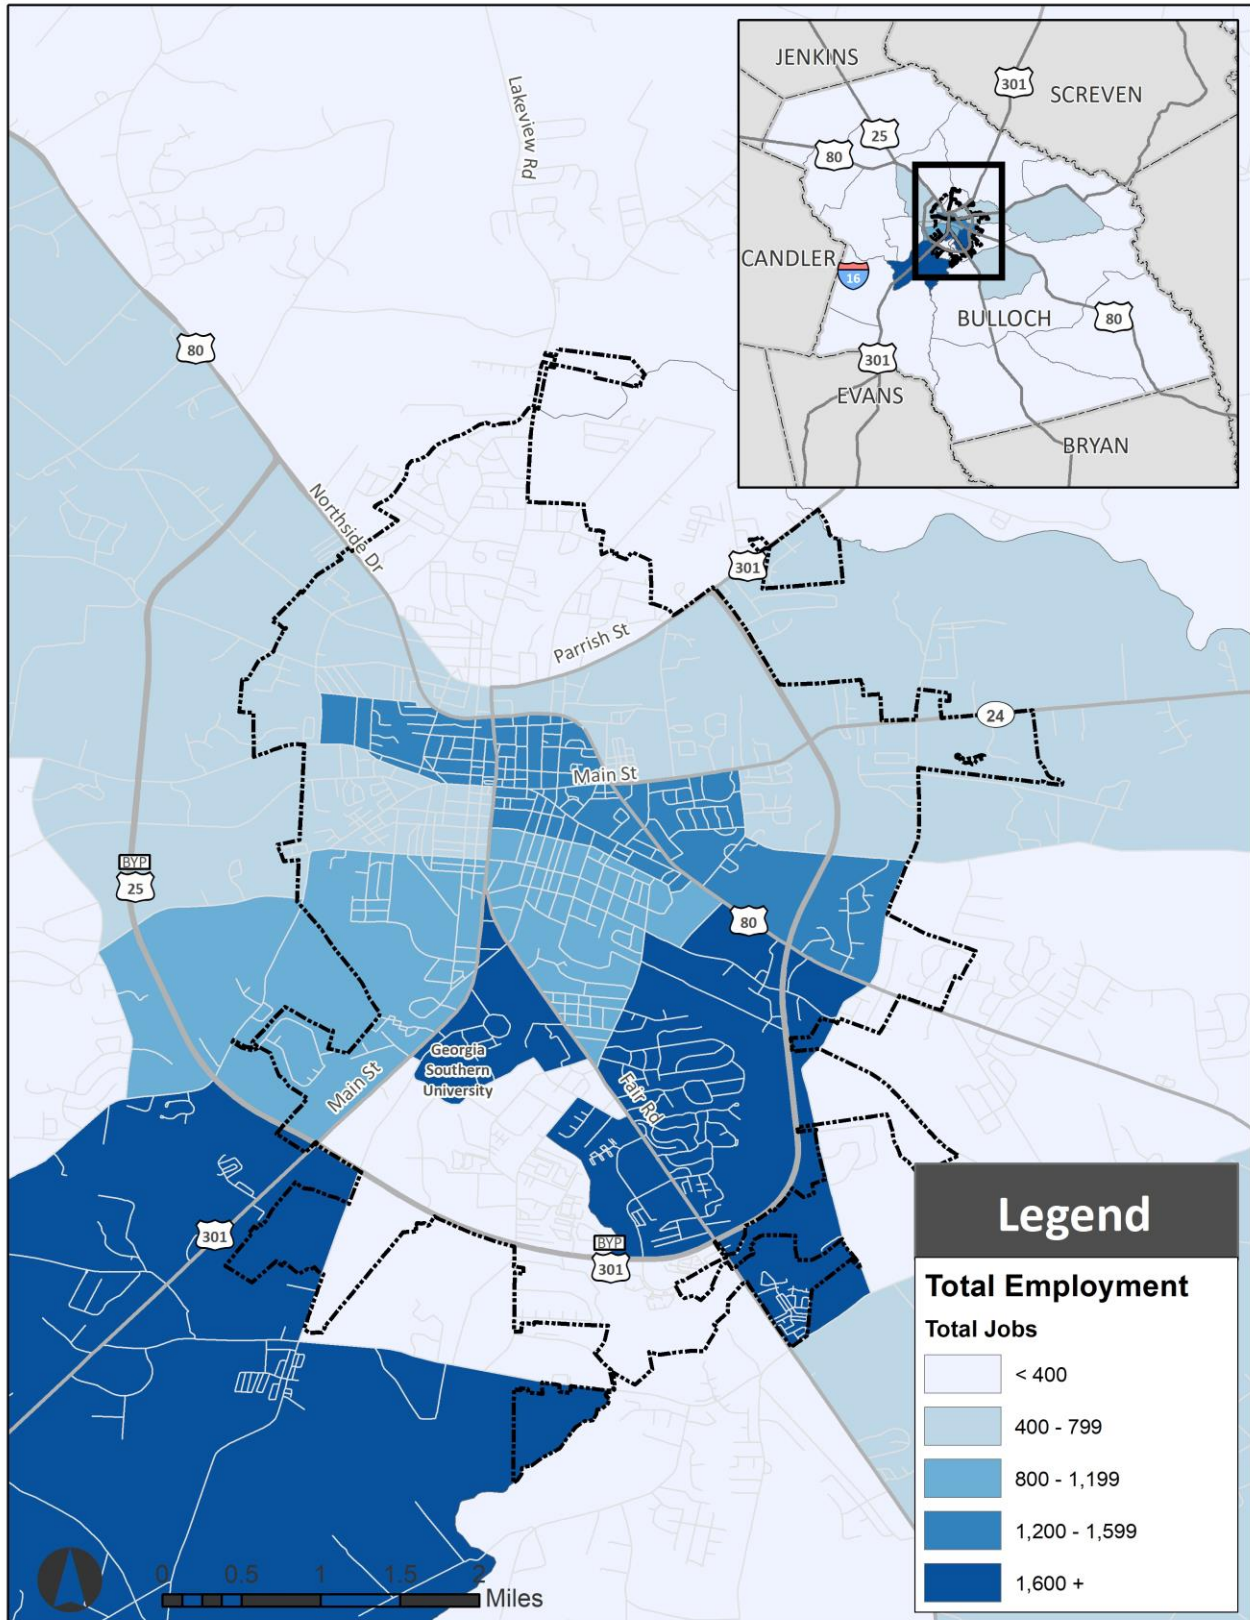 JENKINS
SCREVEN
301
25
80
CANDLER
16
BULLOCH
80
301
EVANS
BRYAN
Lakeview Rd
80
Northside Dr
301
Parrish St
24
Main St
BYP
25
80
Georgia
Southern
University
Main St
Fair Rd
301
BYP
301
Legend
Total Employment
Total Jobs
< 400
400 - 799
800 - 1,199
1,200 - 1,599
1,600 +
0 0.5 1 1.5 2
Miles